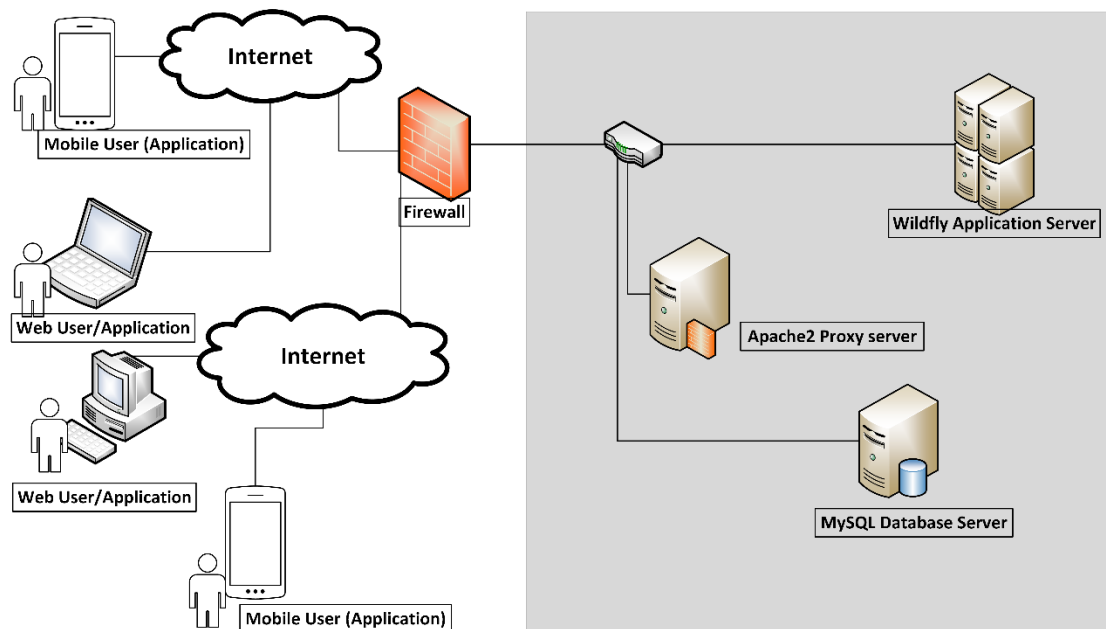 Internet
Mobile User (Application)
Firewall
Wildfly Application Server
Web User/Application
Internet
Apache2 Proxy server
Web User/Application
MySQL Database Server
Mobile User (Application)